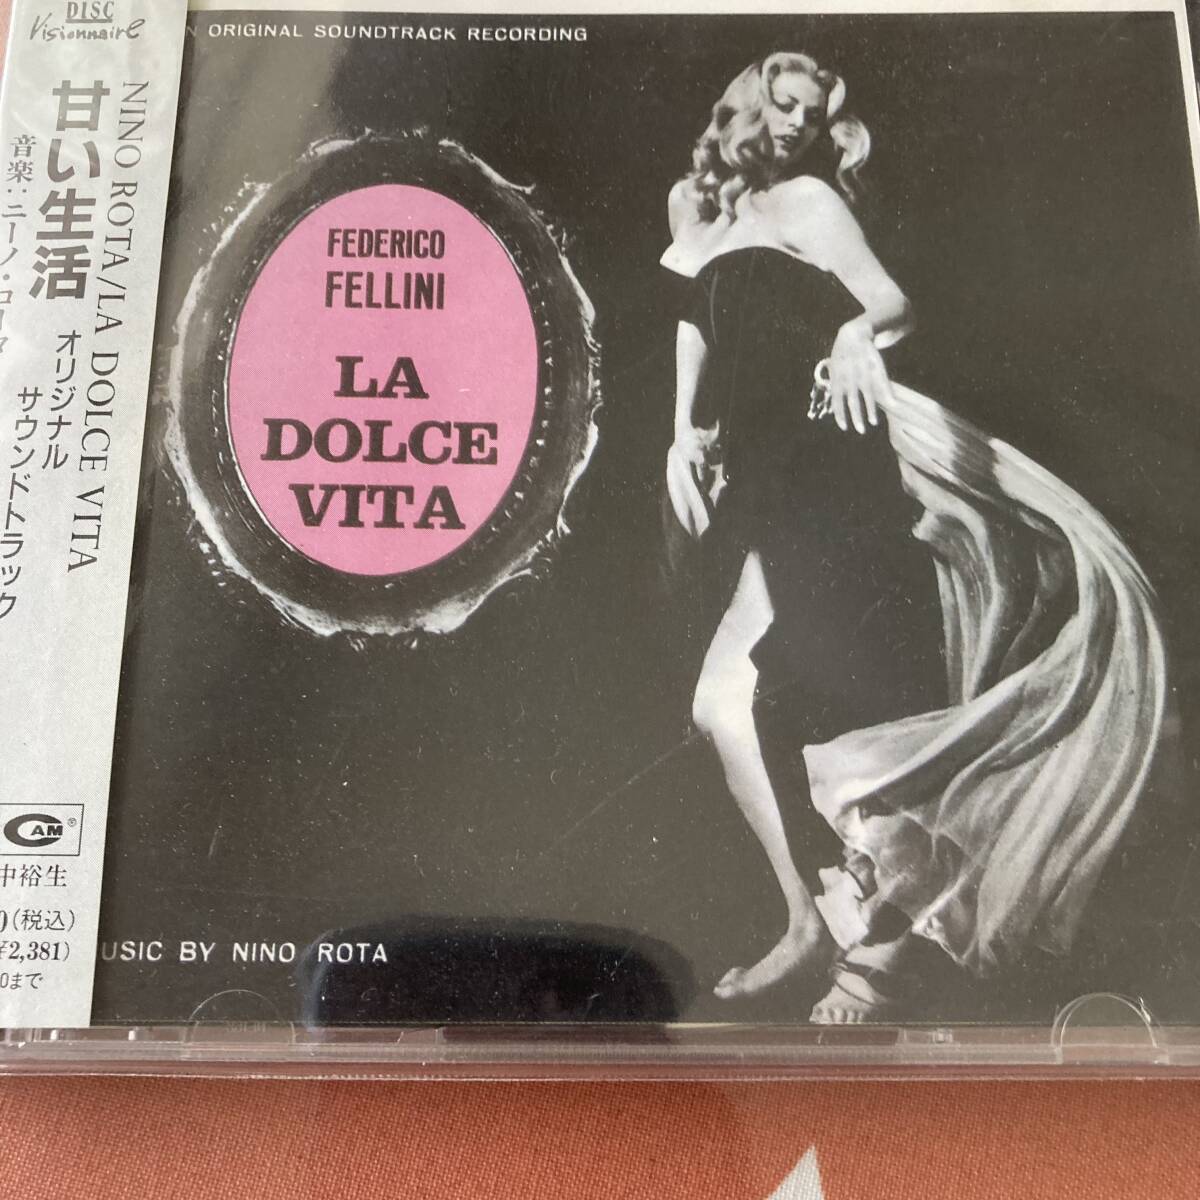 DISC
Visionnaire
NINO ROTA/LA DOLCE VITA
甘い生活
オリジナル
サウンドトラック
音楽:ニーノ・ロータ
CAM®
中裕生
0(税込)
¥2,381)
0まで
N ORIGINAL SOUNDTRACK RECORDING
FEDERICO
FELLINI
LA
DOLCE
VITA
USIC BY NINO ROTA